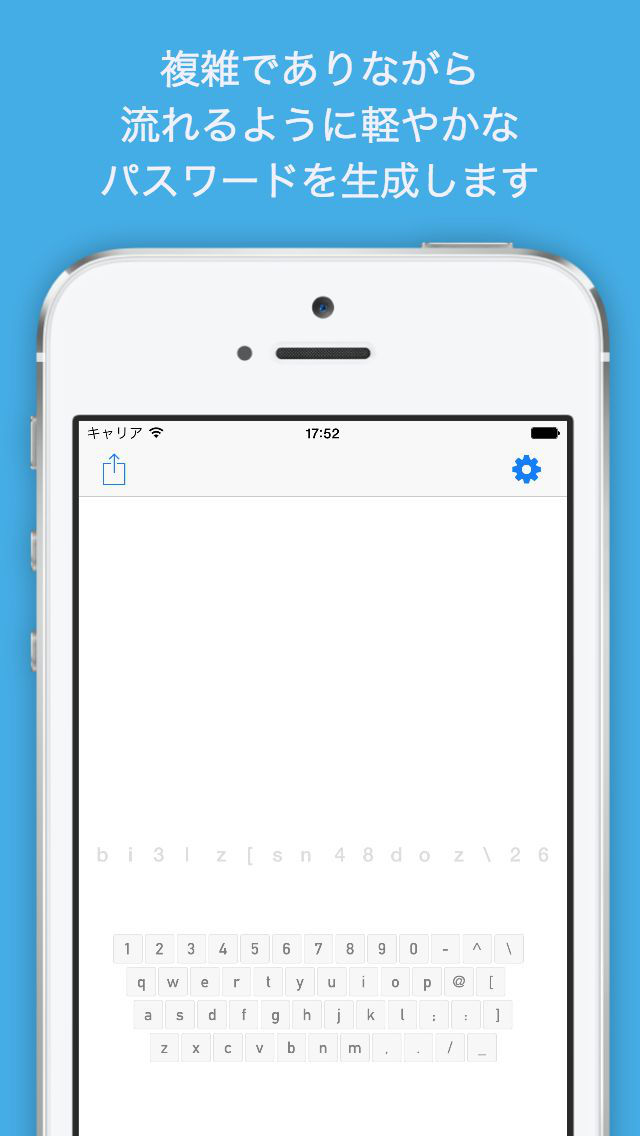 複雑でありながら
流れるように軽やかな
パスワードを生成します
キャリア 17:52
b i 3 l z [ s n 4 8 d o z \ 2 6
1 2 3 4 5 6 7 8 9 0 - ^ \
q w e r t y u i o p @ [
a s d f g h j k l ; : ]
z x c v b n m , . / _